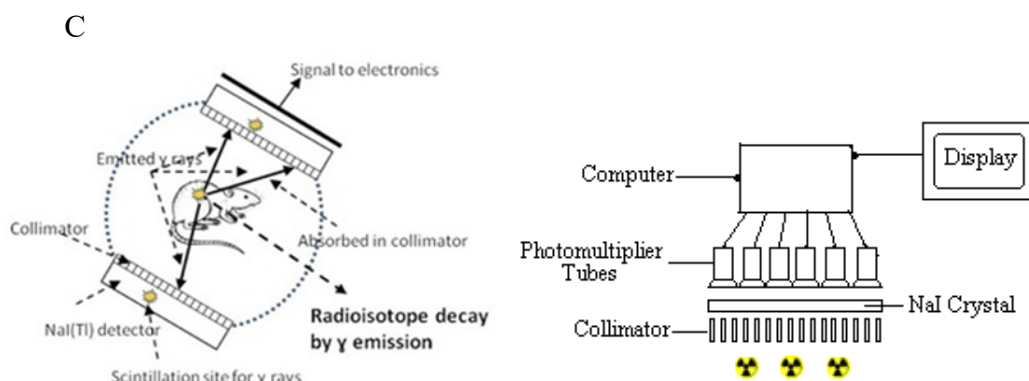 C
Signal to electronics
Emitted γ rays
Collimator
Absorbed in collimator
NaI(Tl) detector
Radioisotope decay
by γ emission
Scintillation site for γ rays
Computer
Display
Photomultiplier
Tubes
NaI Crystal
Collimator